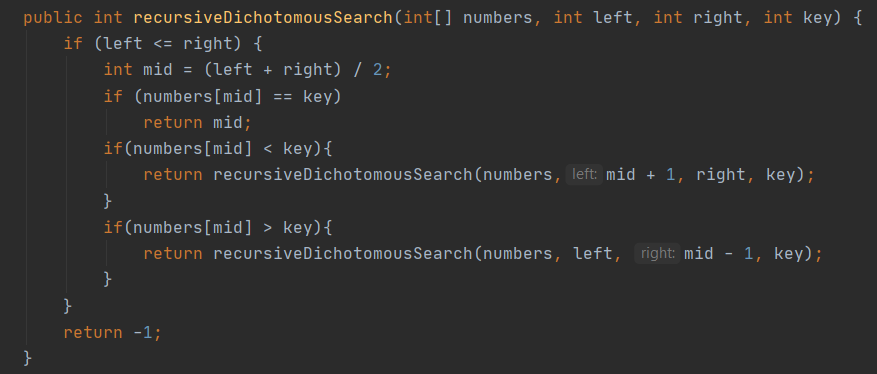 public int recursiveDichotomousSearch(int[] numbers, int left, int right, int key) {
if (left <= right) {
int mid = (left + right) / 2;
if (numbers[mid] == key)
return mid;
if(numbers[mid] < key){
return recursiveDichotomousSearch(numbers, left: mid + 1, right, key);
}
if(numbers[mid] > key){
return recursiveDichotomousSearch(numbers, left, right: mid - 1, key);
}
}
return -1;
}